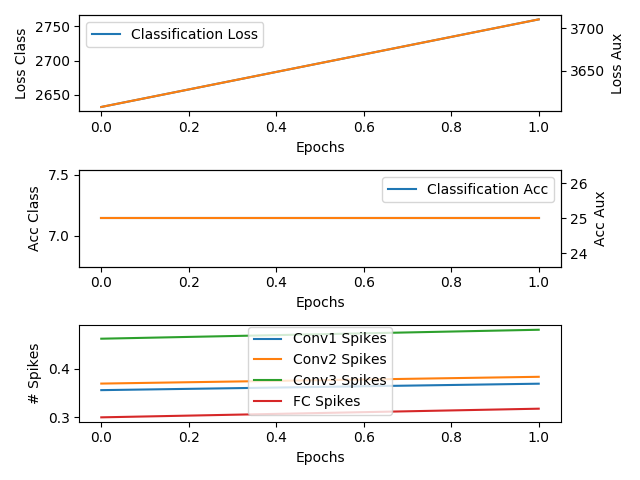 2750
2700
2650
Loss Class
Classification Loss
3700
3650
Loss Aux
0.0 0.2 0.4 0.6 0.8 1.0
Epochs
7.5
7.0
Acc Class
Classification Acc
26
25
24
Acc Aux
0.0 0.2 0.4 0.6 0.8 1.0
Epochs
0.4
0.3
# Spikes
Conv1 Spikes
Conv2 Spikes
Conv3 Spikes
FC Spikes
0.0 0.2 0.4 0.6 0.8 1.0
Epochs